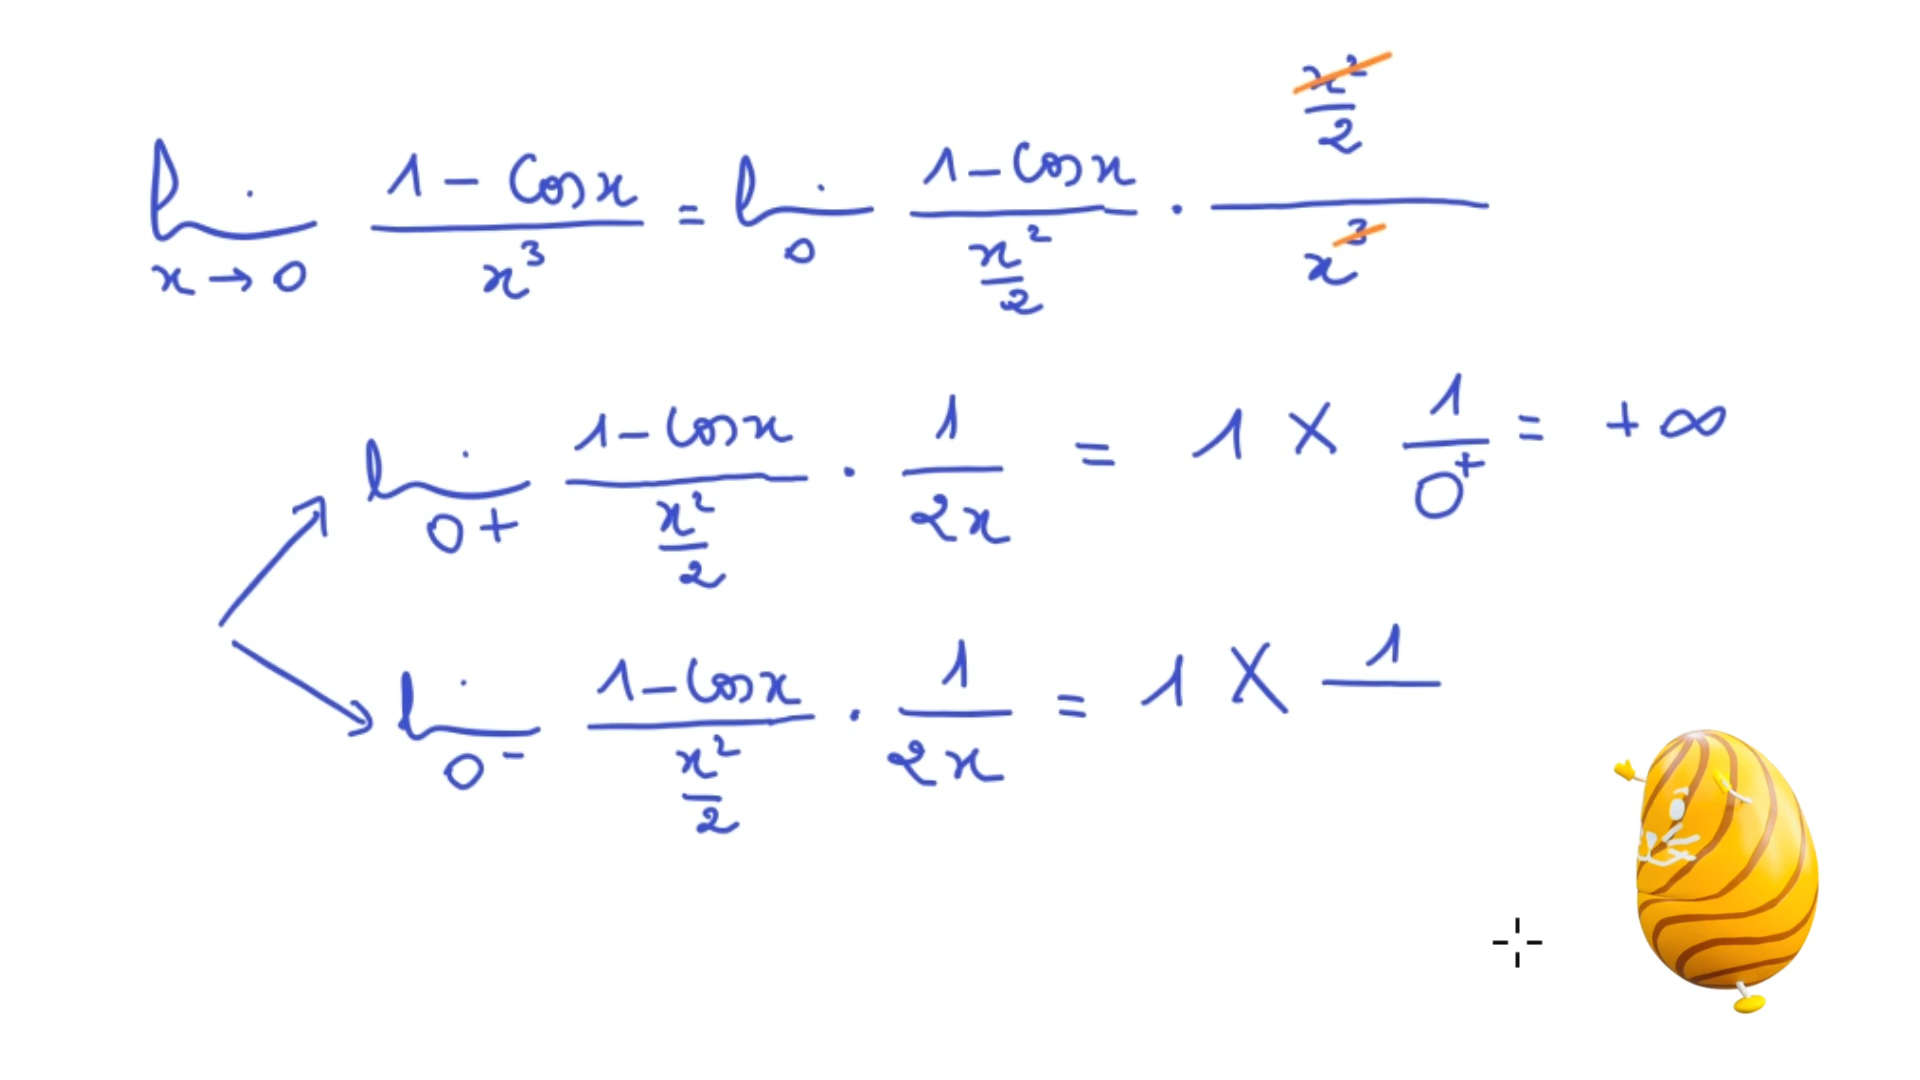 lim x→0 (1 - Cos x)/(x³) = lim 0 (1 - Cos x)/(x²/2) · (x²/2)/(x³)
lim 0+ (1 - Cos x)/(x²/2) · 1/(2x) = 1 × 1/0⁺ = +∞
lim 0⁻ (1 - Cos x)/(x²/2) · 1/(2x) = 1 × 1/